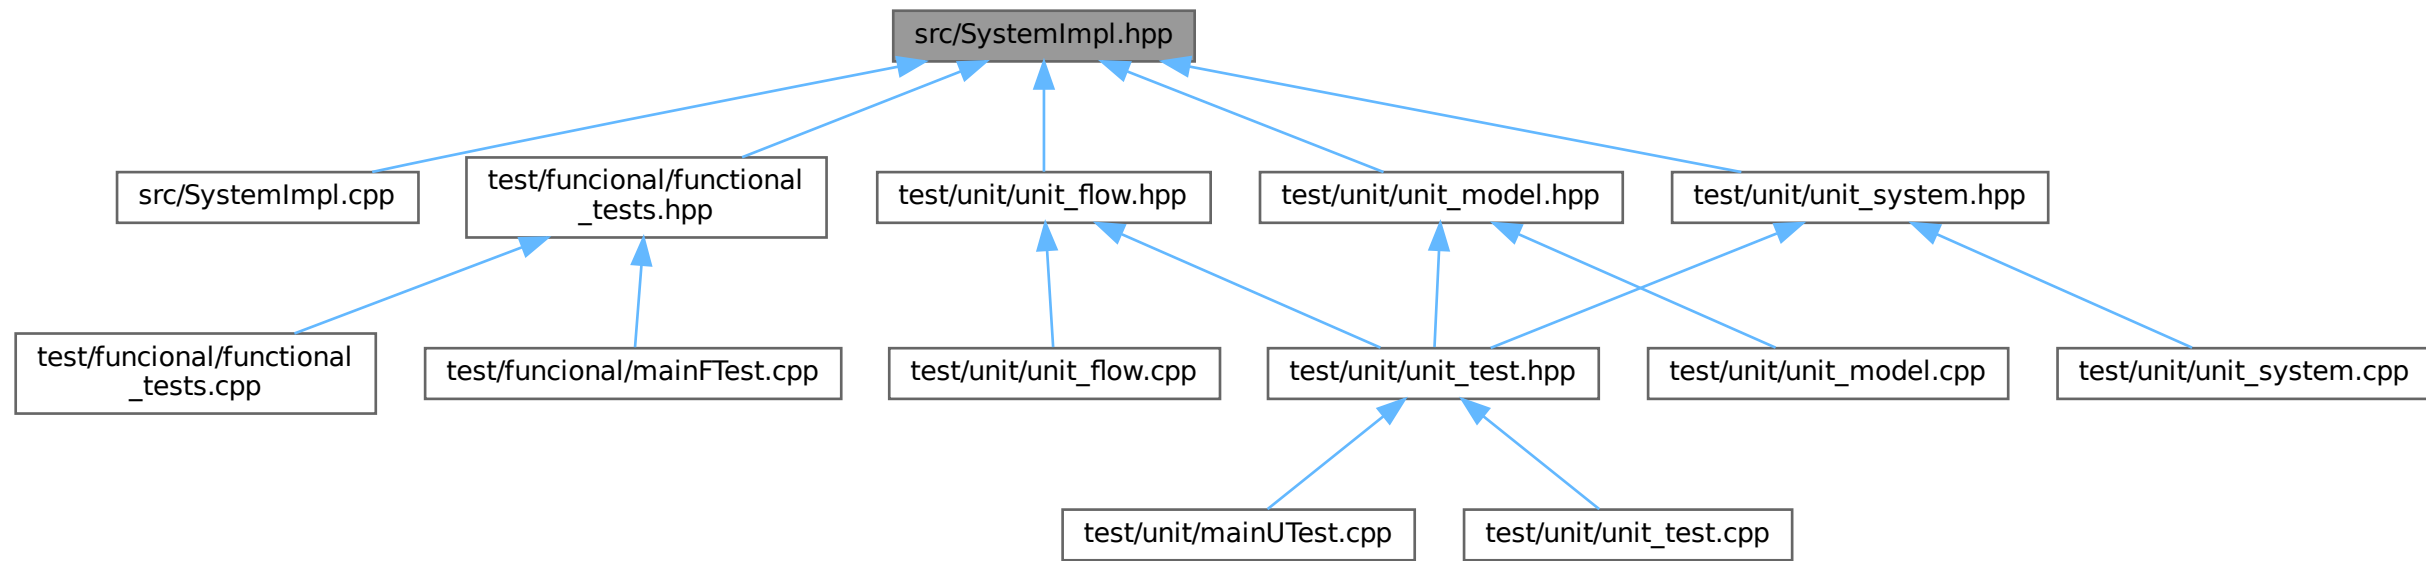 src/SystemImpl.hpp
src/SystemImpl.cpp
test/funcional/functional
_tests.hpp
test/unit/unit_flow.hpp
test/unit/unit_model.hpp
test/unit/unit_system.hpp
test/funcional/functional
_tests.cpp
test/funcional/mainFTest.cpp
test/unit/unit_flow.cpp
test/unit/unit_test.hpp
test/unit/unit_model.cpp
test/unit/unit_system.cpp
test/unit/mainUTest.cpp
test/unit/unit_test.cpp